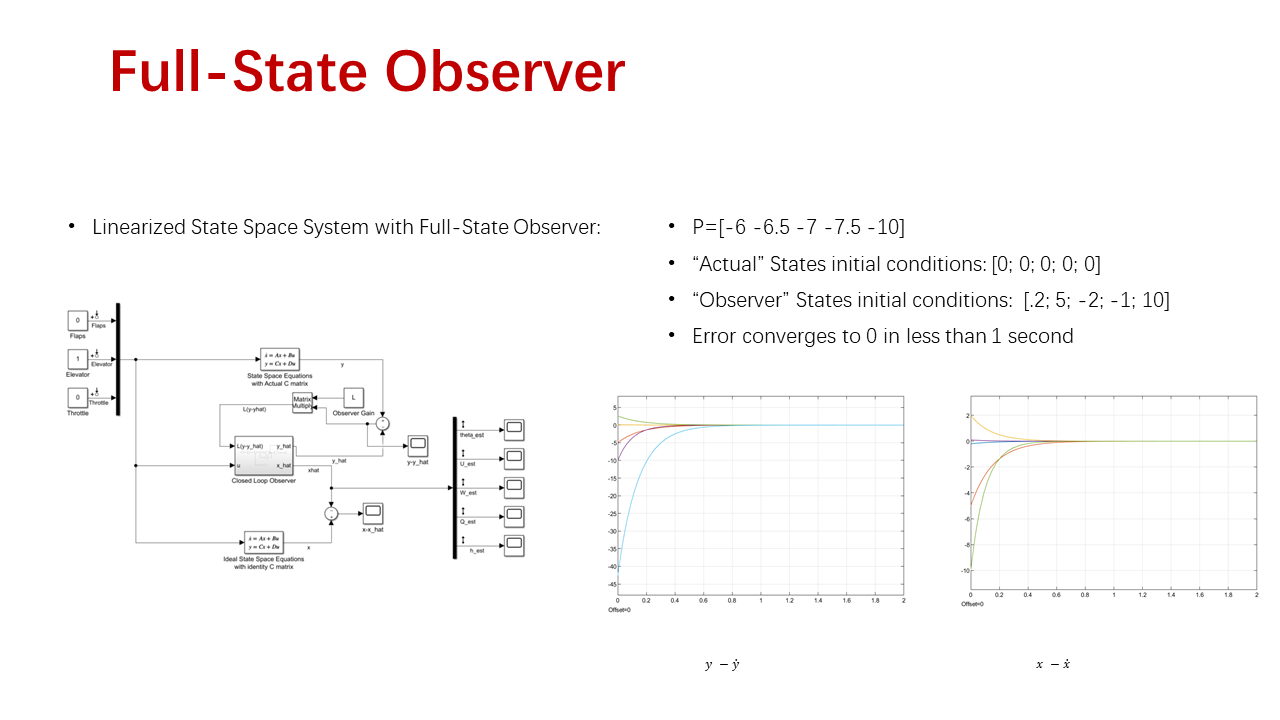 Full-State Observer
• Linearized State Space System with Full-State Observer:
• P=[-6 -6.5 -7 -7.5 -10]
• “Actual” States initial conditions: [0; 0; 0; 0; 0]
• “Observer” States initial conditions:  [.2; 5; -2; -1; 10]
• Error converges to 0 in less than 1 second
0
Flaps
Flaps
1
Elevator
Elevator
0
Throttle
Throttle
ẋ = Ax + Bu
y = Cx + Du
State Space Equations
with Actual C matrix
y
Matrix
Multiply
L
Observer Gain
L(y-yhat)
L(y-y_hat)
y_hat
u
x_hat
Closed Loop Observer
y_hat
xhat
y-y_hat
x-x_hat
ẋ = Ax + Bu
y = Cx + Du
Ideal State Space Equations
with identity C matrix
x
theta_est
U_est
W_est
Q_est
h_est
5
0
-5
-10
-15
-20
-25
-30
-35
-40
-45
0 0.2 0.4 0.6 0.8 1 1.2 1.4 1.6 1.8 2
Offset=0
y − ẏ
2
0
-2
-4
-6
-8
-10
0 0.2 0.4 0.6 0.8 1 1.2 1.4 1.6 1.8 2
Offset=0
x − ẋ